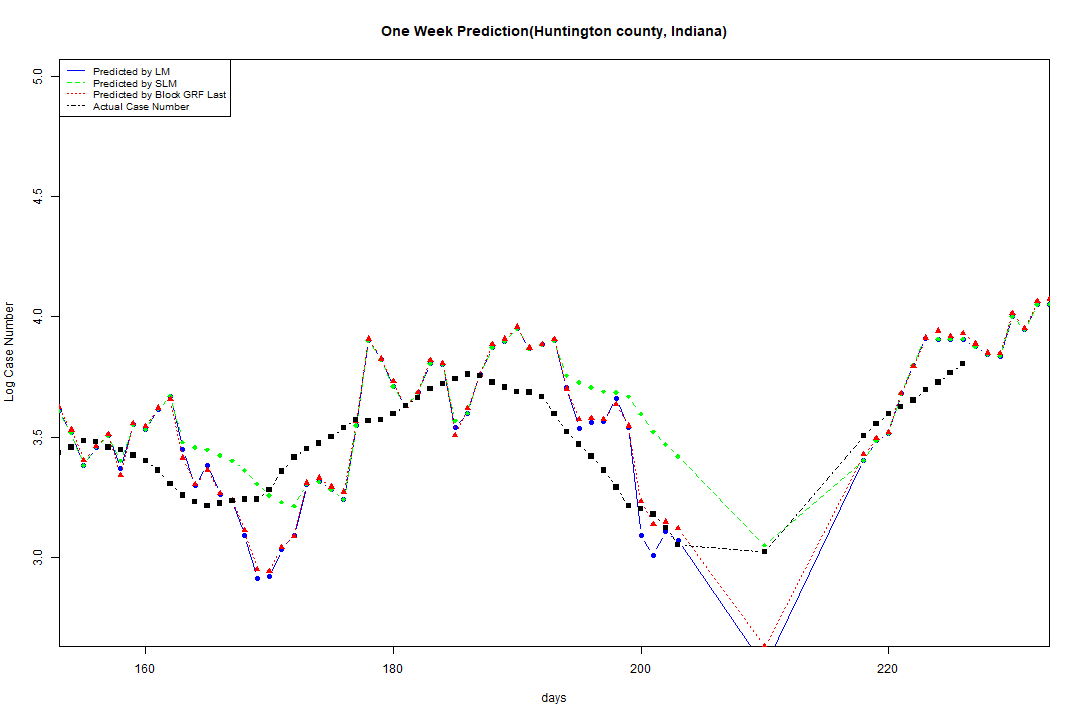 One Week Prediction(Huntington county, Indiana)
Predicted by LM
Predicted by SLM
Predicted by Block GRF Last
Actual Case Number
5.0
4.5
4.0
3.5
3.0
Log Case Number
160 180 200 220
days